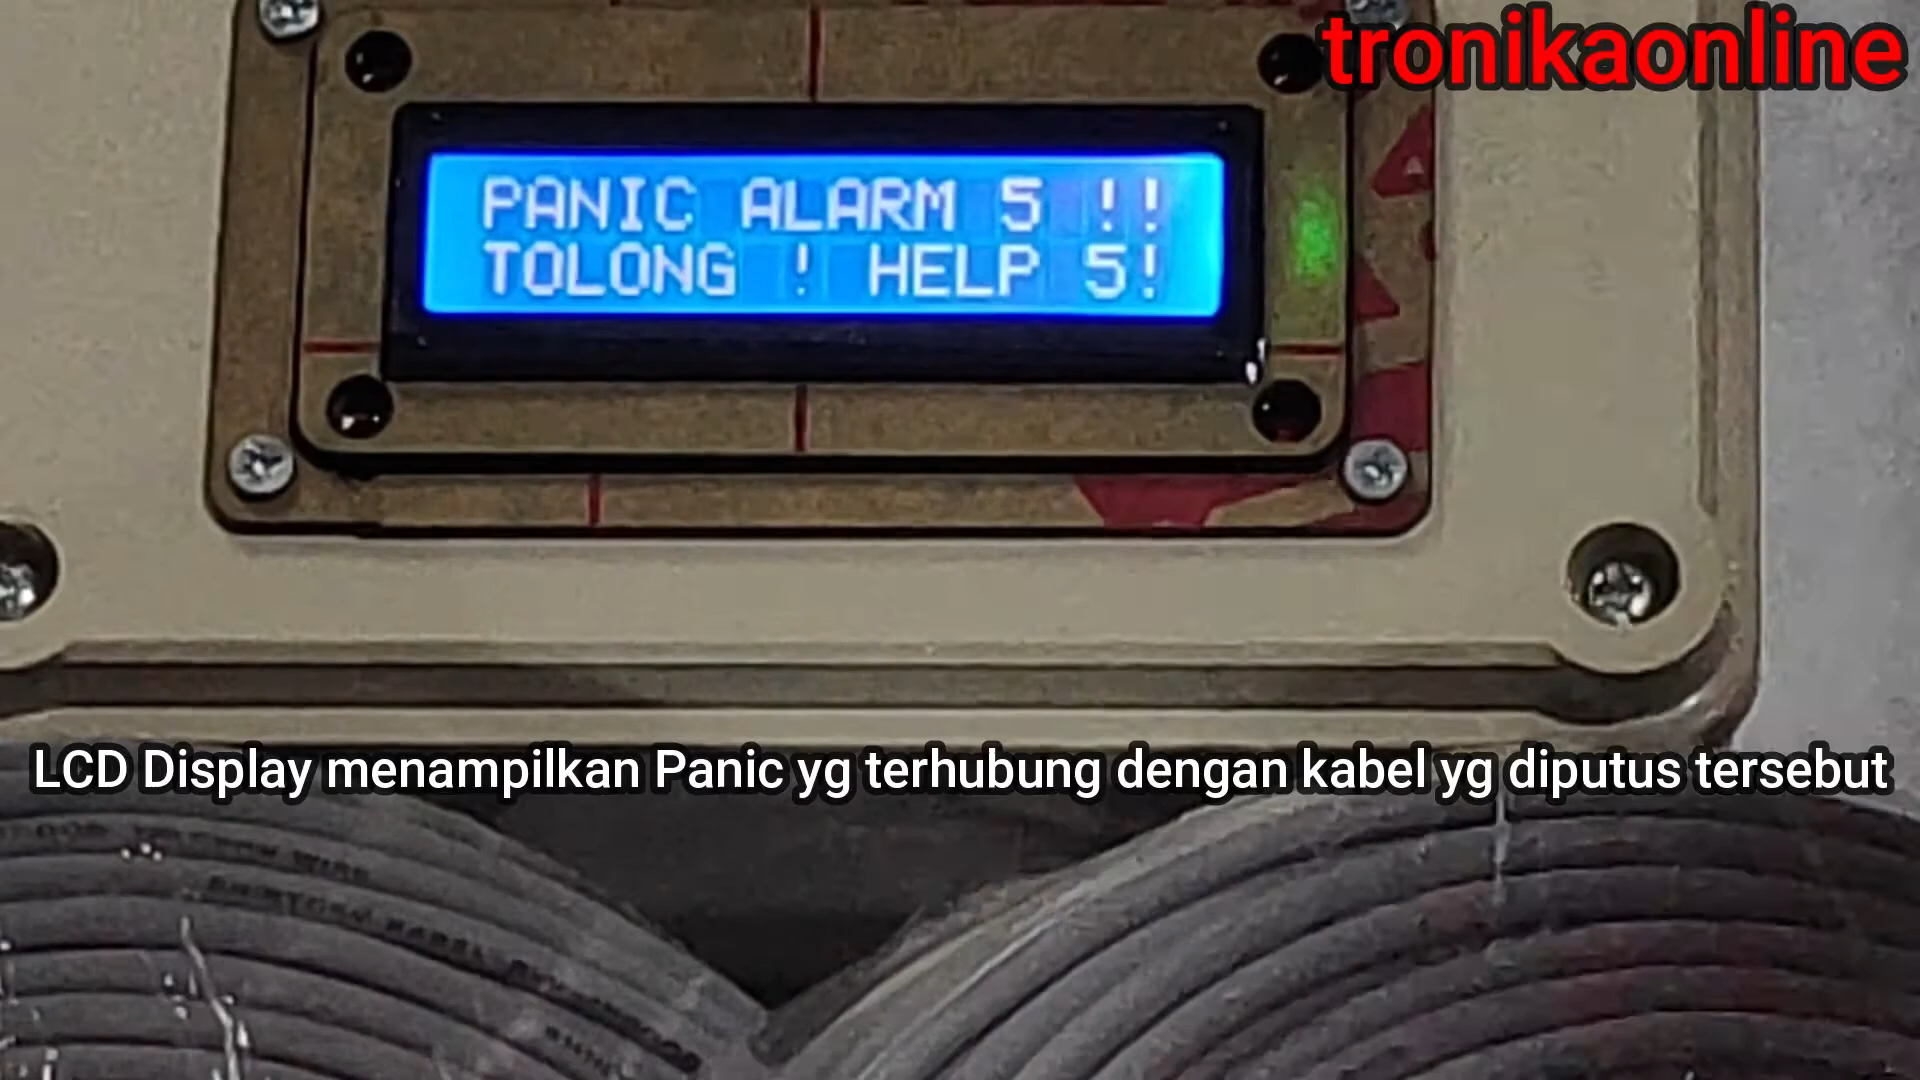 tronikaonline
PANIC ALARM 5 !!
TOLONG ! HELP 5!
LCD Display menampilkan Panic yg terhubung dengan kabel yg diputus tersebut